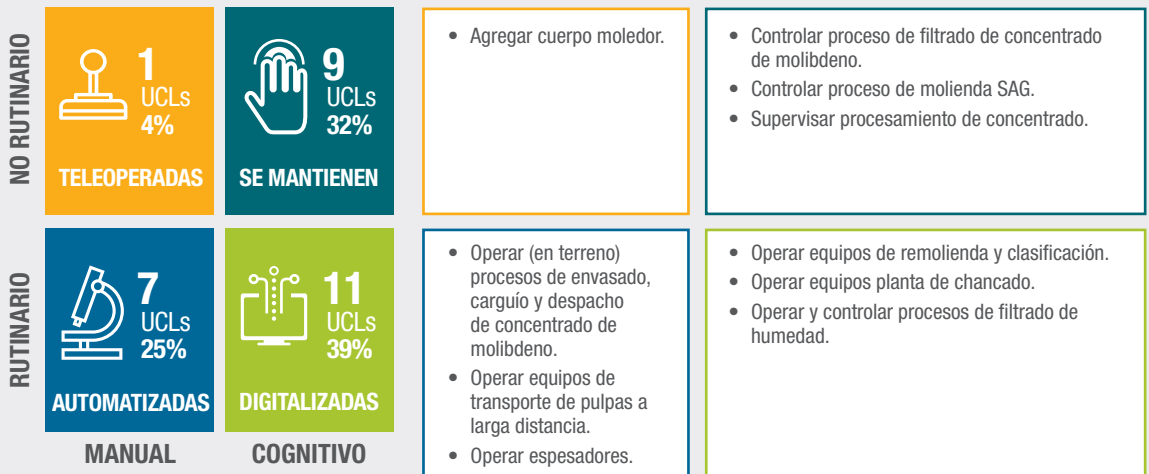 NO RUTINARIO
1
UCLs
4%
TELEOPERADAS
9
UCLs
32%
SE MANTIENEN
• Agregar cuerpo moledor.
• Controlar proceso de filtrado de concentrado
de molibdeno.
• Controlar proceso de molienda SAG.
• Supervisar procesamiento de concentrado.
RUTINARIO
7
UCLs
25%
AUTOMATIZADAS
11
UCLs
39%
DIGITALIZADAS
• Operar (en terreno)
procesos de envasado,
carguío y despacho
de concentrado de
molibdeno.
• Operar equipos de
transporte de pulpas a
larga distancia.
• Operar espesadores.
• Operar equipos de remolienda y clasificación.
• Operar equipos planta de chancado.
• Operar y controlar procesos de filtrado de
humedad.
MANUAL
COGNITIVO